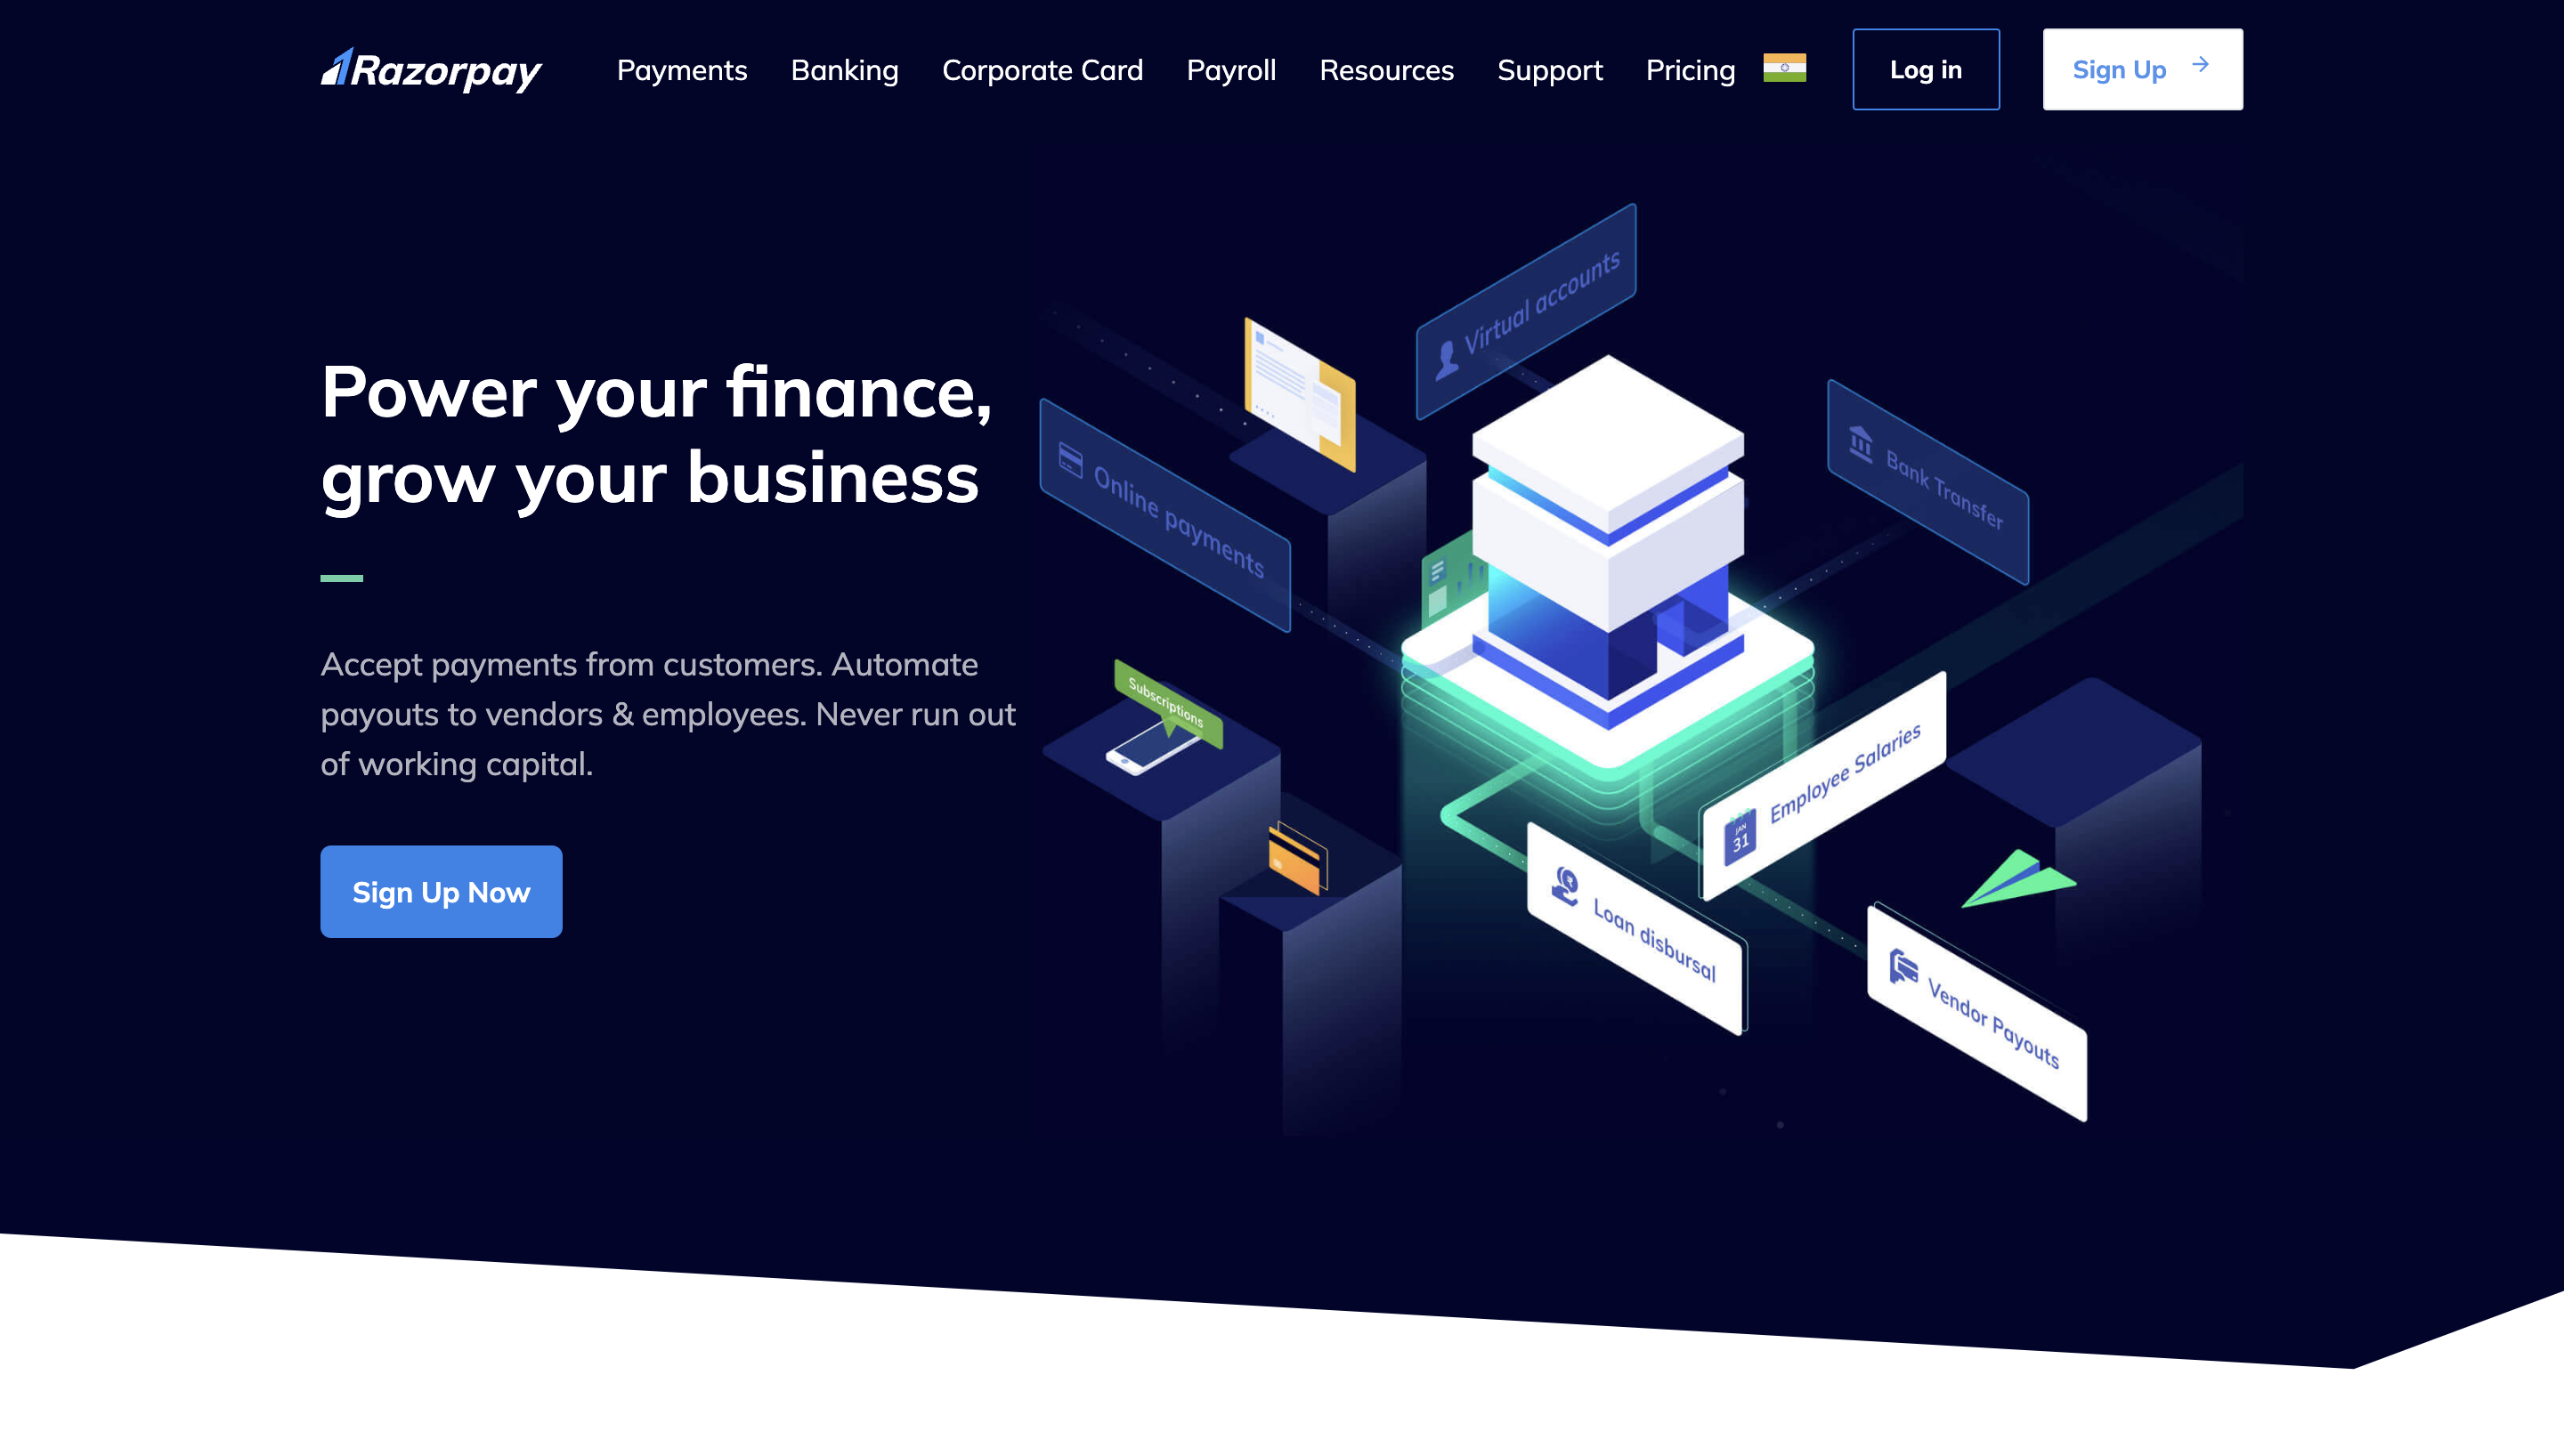 Razorpay
Payments
Banking
Corporate Card
Payroll
Resources
Support
Pricing
Log in
Sign Up
Power your finance,
grow your business
Accept payments from customers. Automate
payouts to vendors & employees. Never run out
of working capital.
Sign Up Now
Virtual accounts
Online payments
Bank Transfer
Subscriptions
Employee Salaries
JAN
31
Loan disbursal
Vendor Payouts